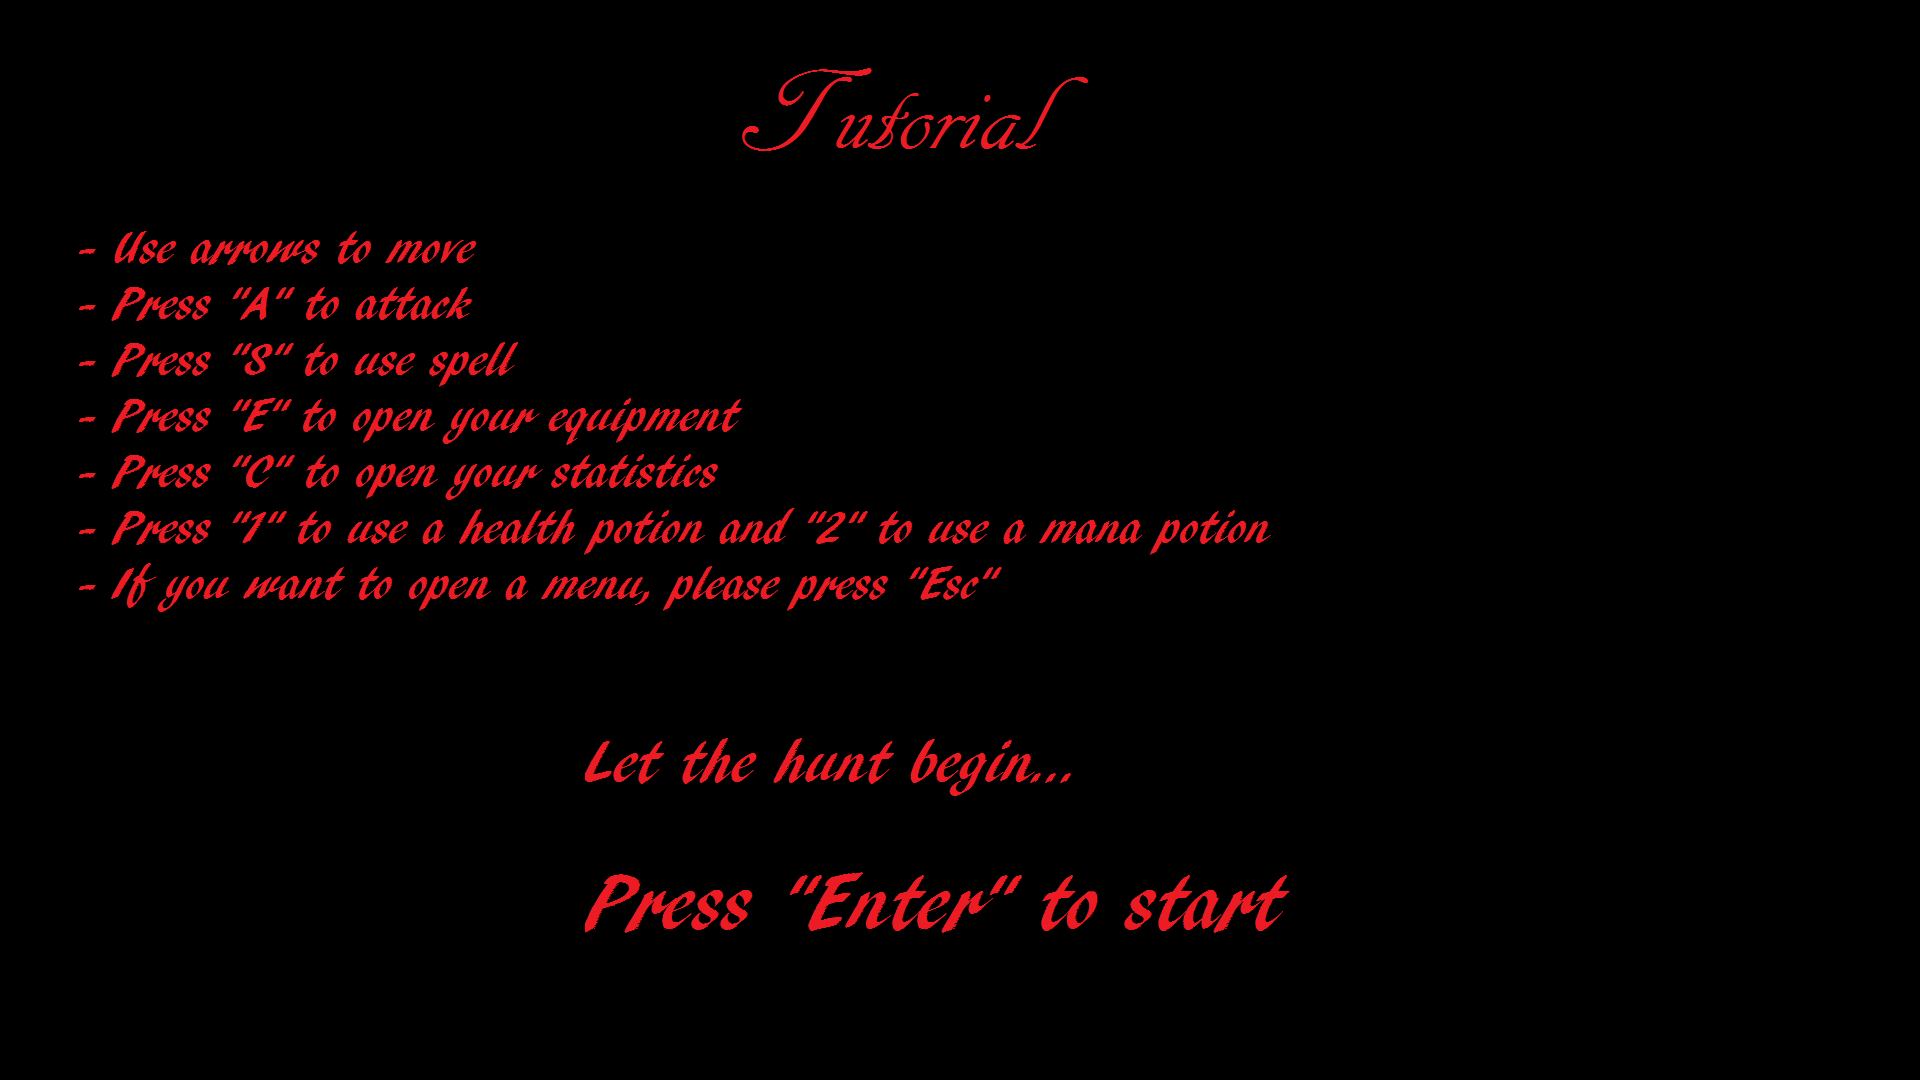 Tutorial
- Use arrows to move
- Press "A" to attack
- Press "S" to use spell
- Press "E" to open your equipment
- Press "C" to open your statistics
- Press "1" to use a health potion and "2" to use a mana potion
- If you want to open a menu, please press "Esc"
Let the hunt begin...
Press "Enter" to start